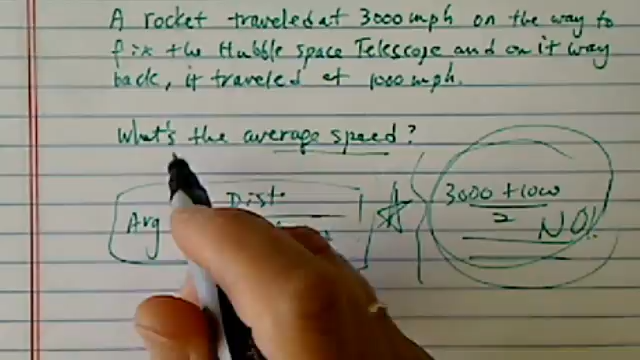 A rocket traveled at 3000 mph on the way to
fix the Hubble space Telescope and on it way
back, it traveled at 1000 mph.
What's the average speed?
Avg Dist
3000 + 1000
2
NO!